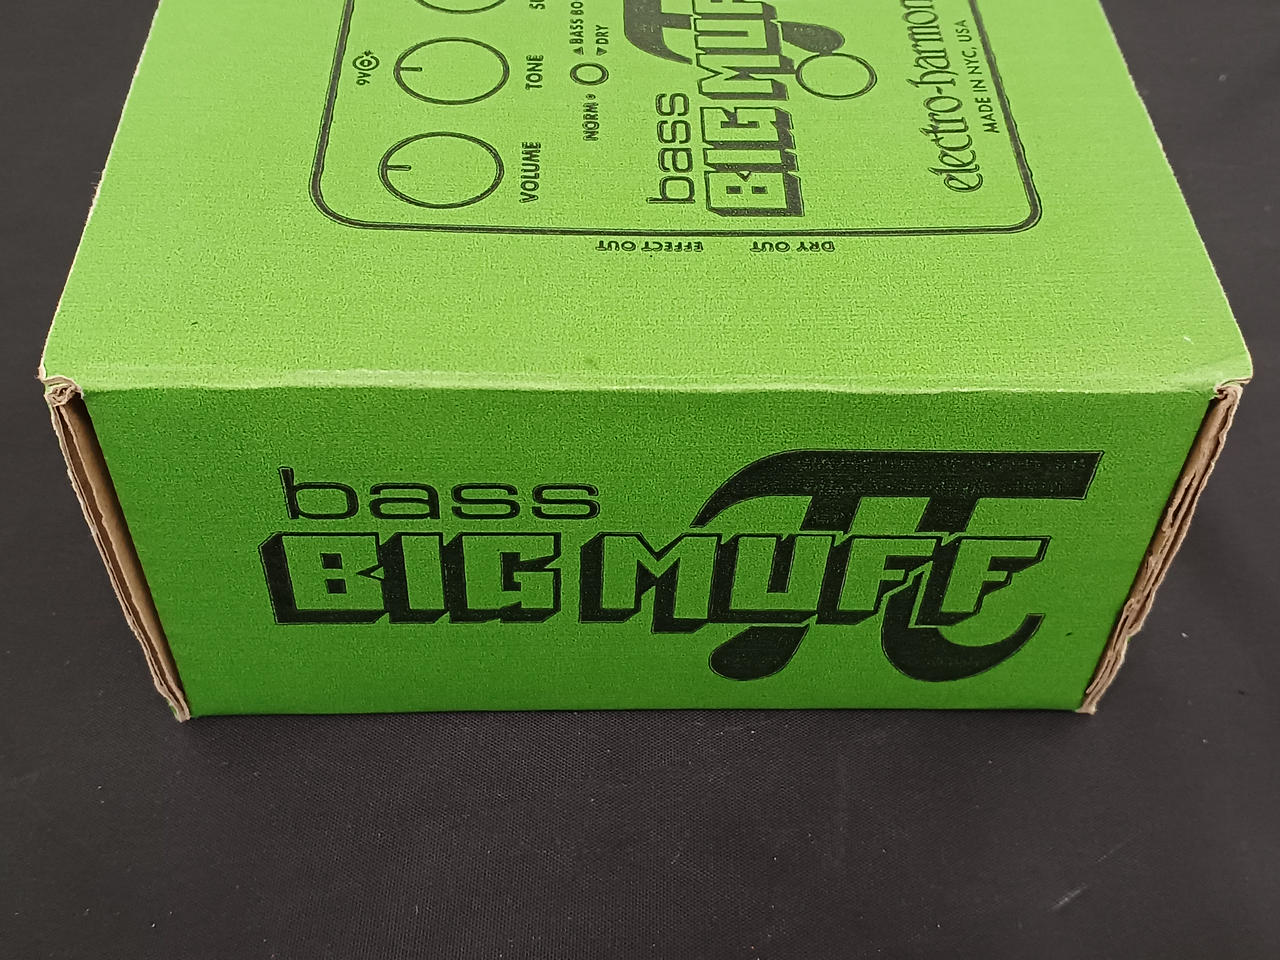 VOLUME
TONE
9V
NORM
BASS BO
DRY
bass
BIG MUFF
electro-harmon
MADE IN NYC, USA
EFFECT OUT
DRY OUT
bass
BIG MUFF
π